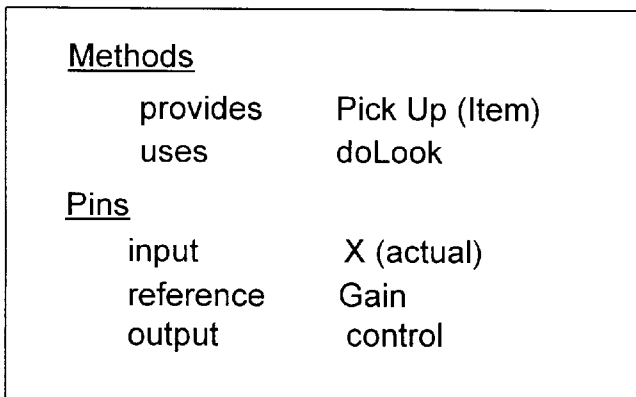 Methods
provides Pick Up (Item)
uses doLook
Pins
input X (actual)
reference Gain
output control